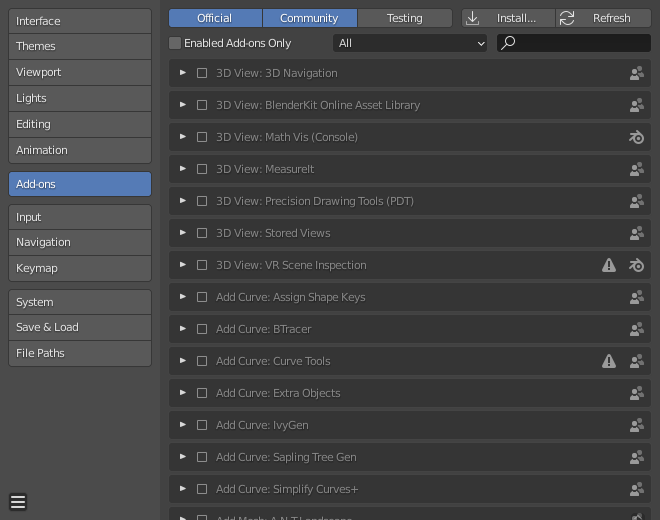 Interface
Themes
Viewport
Lights
Editing
Animation
Add-ons
Input
Navigation
Keymap
System
Save & Load
File Paths
Official Community Testing Install... Refresh
Enabled Add-ons Only All
3D View: 3D Navigation
3D View: BlenderKit Online Asset Library
3D View: Math Vis (Console)
3D View: MeasureIt
3D View: Precision Drawing Tools (PDT)
3D View: Stored Views
3D View: VR Scene Inspection
Add Curve: Assign Shape Keys
Add Curve: BTracer
Add Curve: Curve Tools
Add Curve: Extra Objects
Add Curve: IvyGen
Add Curve: Sapling Tree Gen
Add Curve: Simplify Curves+
Add Mesh: A.N.T.Landscape